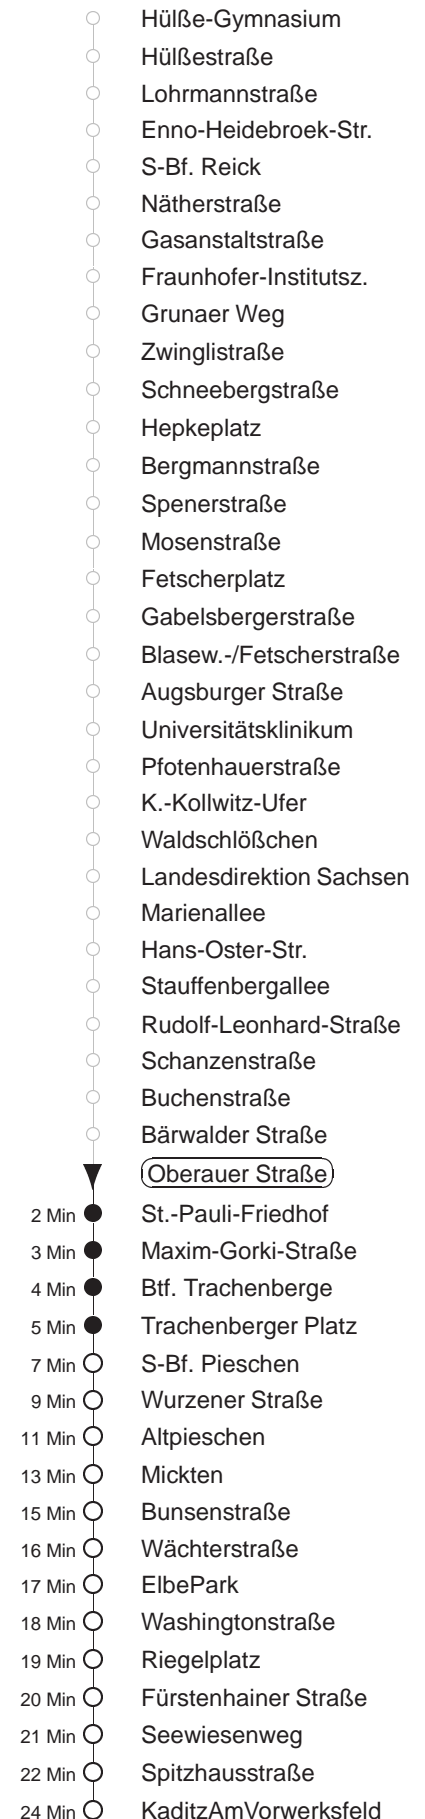 Hülße-Gymnasium
Hülßestraße
Lohrmannstraße
Enno-Heidebroek-Str.
S-Bf. Reick
Nätherstraße
Gasanstaltstraße
Fraunhofer-Institutsz.
Grunaer Weg
Zwinglistraße
Schneebergstraße
Hepkeplatz
Bergmannstraße
Spenerstraße
Mosenstraße
Fetscherplatz
Gabelsbergerstraße
Blasew.-/Fetscherstraße
Augsburger Straße
Universitätsklinikum
Pfotenhauerstraße
K.-Kollwitz-Ufer
Waldschlößchen
Landesdirektion Sachsen
Marienallee
Hans-Oster-Str.
Stauffenbergallee
Rudolf-Leonhard-Straße
Schanzenstraße
Buchenstraße
Bärwalder Straße
Oberauer Straße
2 Min St.-Pauli-Friedhof
3 Min Maxim-Gorki-Straße
4 Min Btf. Trachenberge
5 Min Trachenberger Platz
7 Min S-Bf. Pieschen
9 Min Wurzener Straße
11 Min Altpieschen
13 Min Mickten
15 Min Bunsenstraße
16 Min Wächterstraße
17 Min ElbePark
18 Min Washingtonstraße
19 Min Riegelplatz
20 Min Fürstenhainer Straße
21 Min Seewiesenweg
22 Min Spitzhausstraße
24 Min KaditzAmVorwerksfeld